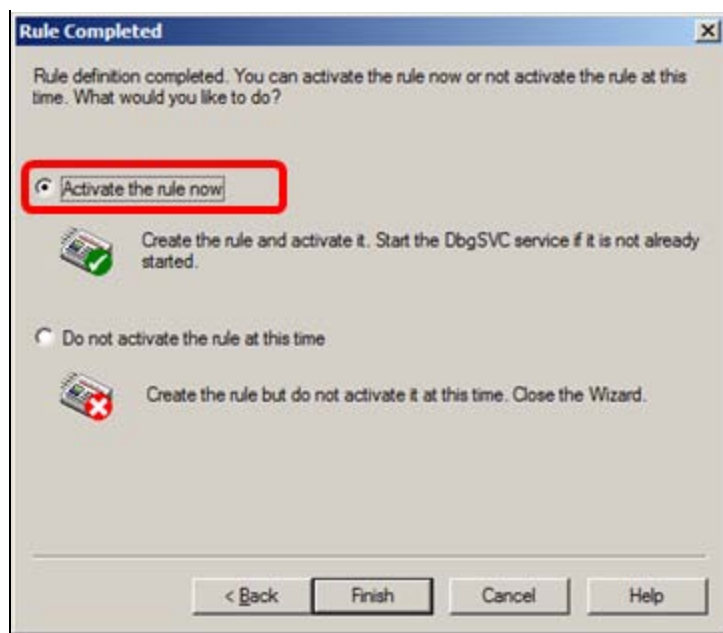 Rule Completed
Rule definition completed. You can activate the rule now or not activate the rule at this
time. What would you like to do?
Activate the rule now
Create the rule and activate it. Start the DbgSVC service if it is not already
started.
Do not activate the rule at this time
Create the rule but do not activate it at this time. Close the Wizard.
< Back
Finish
Cancel
Help